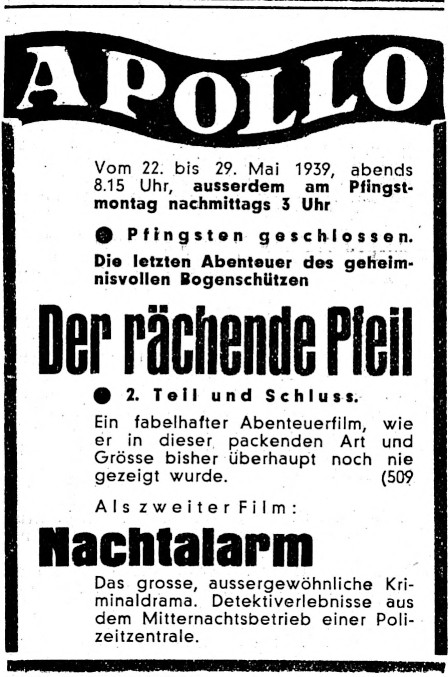 APOLLO
Vom 22. bis 29. Mai 1939, abends
8.15 Uhr, ausserdem am Pfingst-
montag nachmittags 3 Uhr
● Pfingsten geschlossen.
Die letzten Abenteuer des geheim-
nisvollen Bogenschützen
Der rächende Pfeil
● 2. Teil und Schluss.
Ein fabelhafter Abenteuerfilm, wie
er in dieser packenden Art und
Grösse bisher überhaupt noch nie
gezeigt wurde. (509
Als zweiter Film:
Nachtalarm
Das grosse, aussergewöhnliche Kri-
minaldrama. Detektiverlebnisse aus
dem Mitternachtsbetrieb einer Poli-
zeitzentrale.